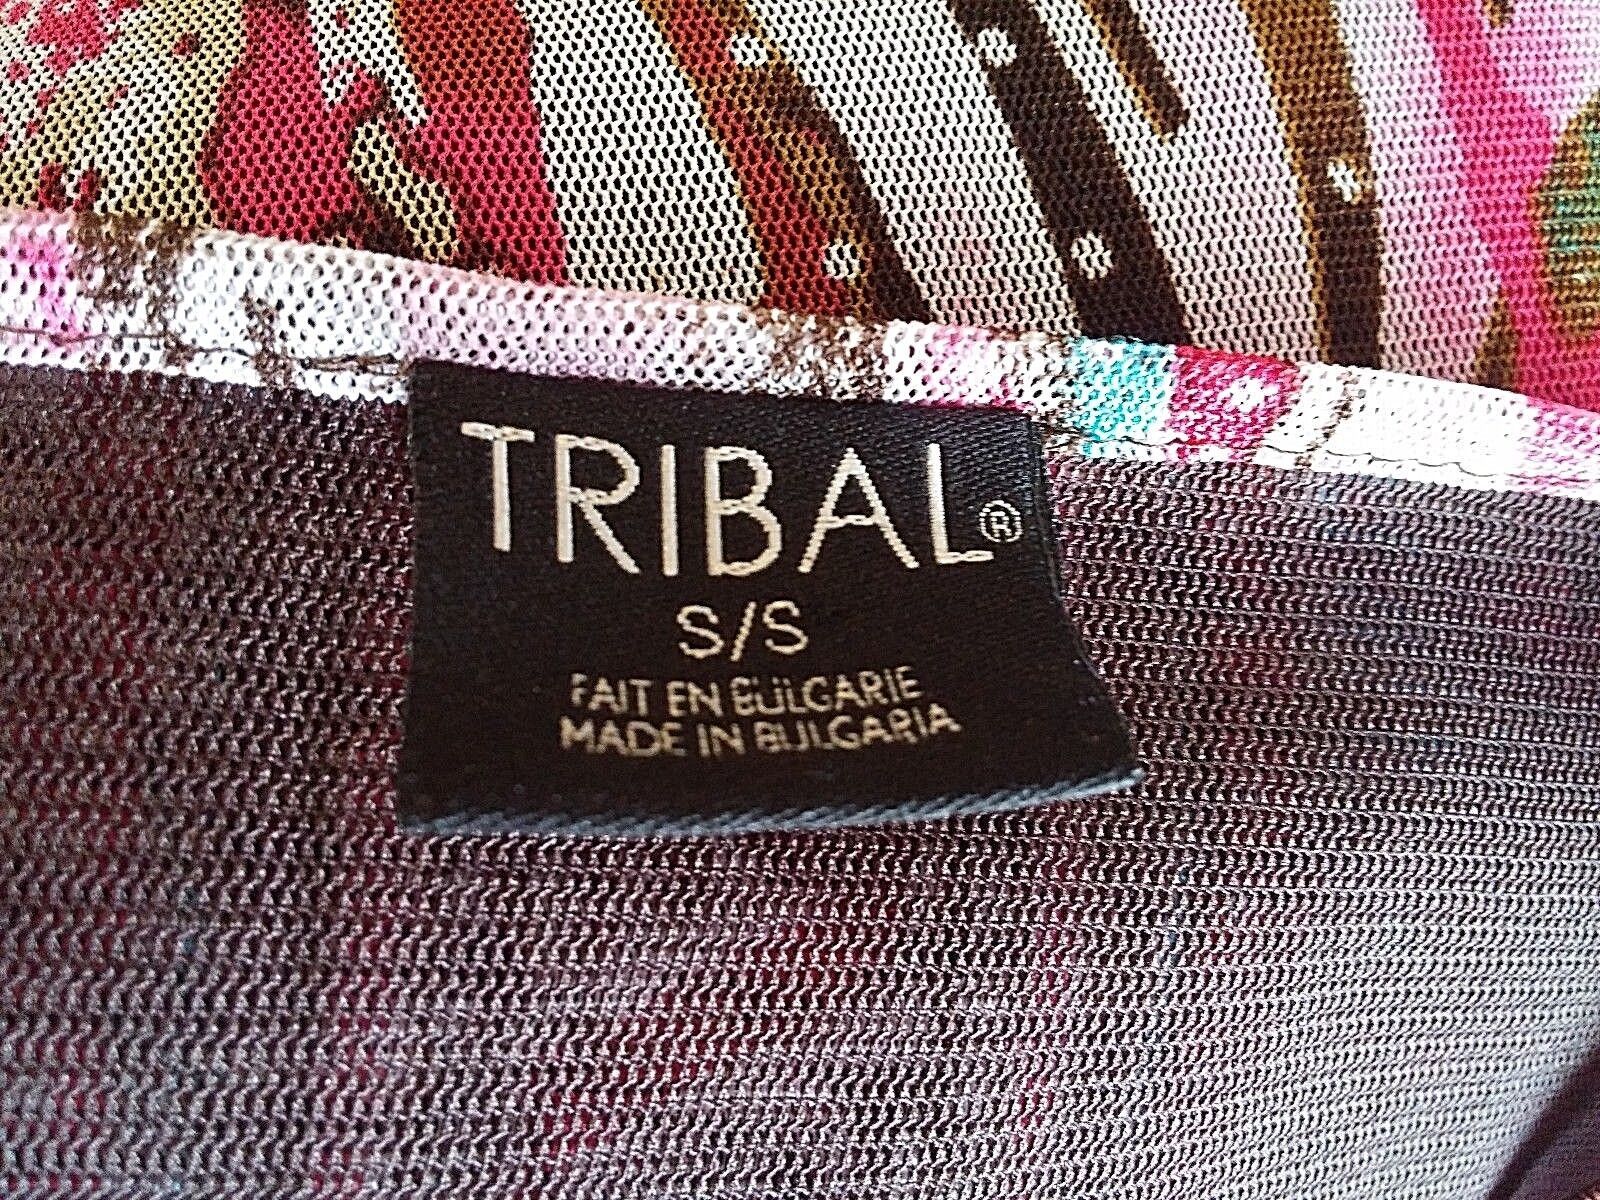 TRIBAL®
S/S
FAIT EN BULGARIE
MADE IN BULGARIA